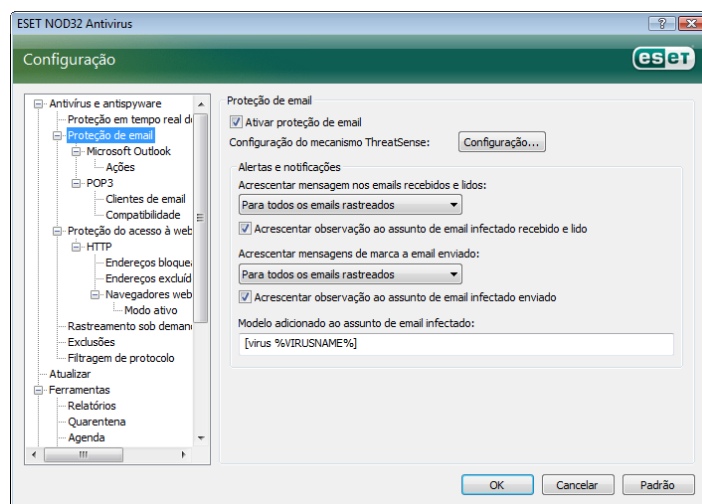 ESET NOD32 Antivirus
Configuração
eset
Antivírus e antispyware
Proteção em tempo real d
Proteção de email
Microsoft Outlook
Ações
POP3
Clientes de email
Compatibilidade
Proteção do acesso à web
HTTP
Endereços bloquea
Endereços excluíd
Navegadores web
Modo ativo
Rastreamento sob deman
Exclusões
Filtragem de protocolo
Atualizar
Ferramentas
Relatórios
Quarentena
Agenda
Proteção de email
Ativar proteção de email
Configuração do mecanismo ThreatSense:
Configuração...
Alertas e notificações
Acrescentar mensagem nos emails recebidos e lidos:
Para todos os emails rastreados
Acrescentar observação ao assunto de email infectado recebido e lido
Acrescentar mensagens de marca a email enviado:
Para todos os emails rastreados
Acrescentar observação ao assunto de email infectado enviado
Modelo adicionado ao assunto de email infectado:
[virus %VIRUSNAME%]
OK
Cancelar
Padrão